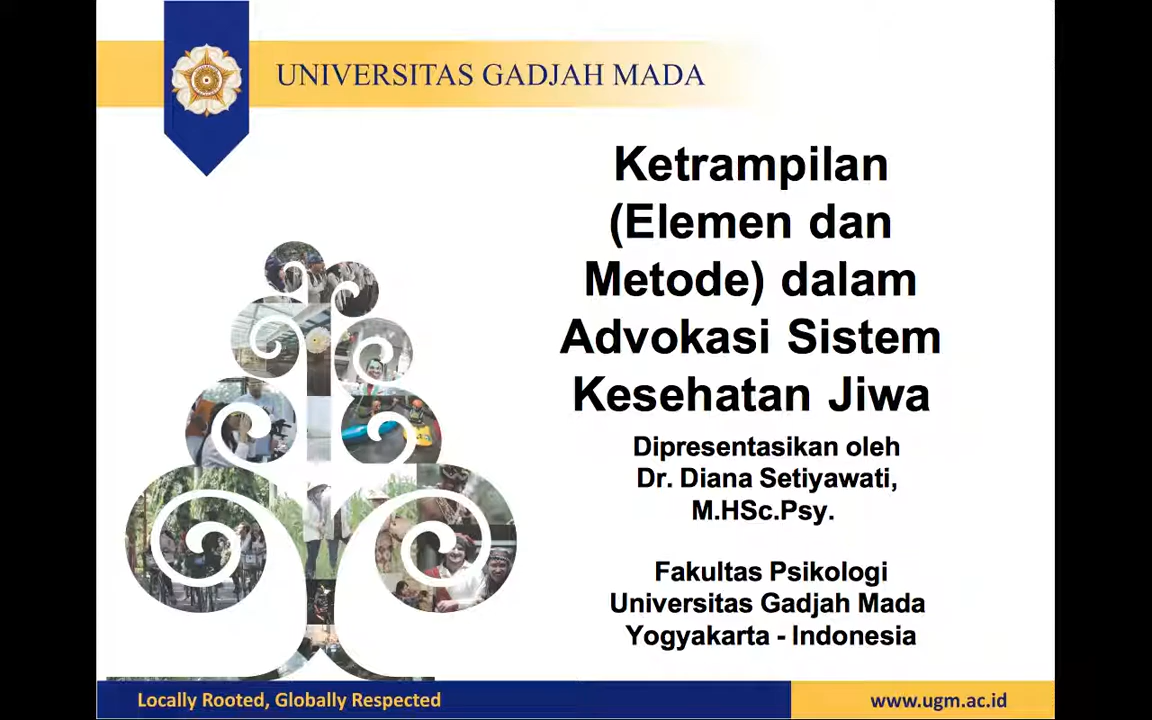 UNIVERSITAS GADJAH MADA
Ketrampilan
(Elemen dan
Metode) dalam
Advokasi Sistem
Kesehatan Jiwa
Dipresentasikan oleh
Dr. Diana Setiyawati,
M.HSc.Psy.
Fakultas Psikologi
Universitas Gadjah Mada
Yogyakarta - Indonesia
Locally Rooted, Globally Respected
www.ugm.ac.id